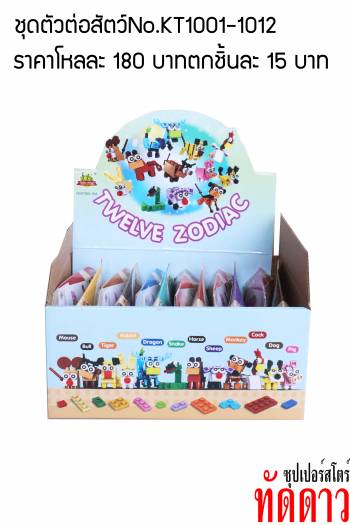 ชุดตัวต่อสัตว์No.KT1001-1012
ราคาโหลละ 180 บาทตกชิ้นละ 15 บาท
TWELVE ZODIAC
Mouse
Bull
Tiger
Rabbit
Dragon
Snake
Horse
Sheep
Monkey
Cock
Dog
Pig
ซุปเปอร์สโตร์
ทัดดาว